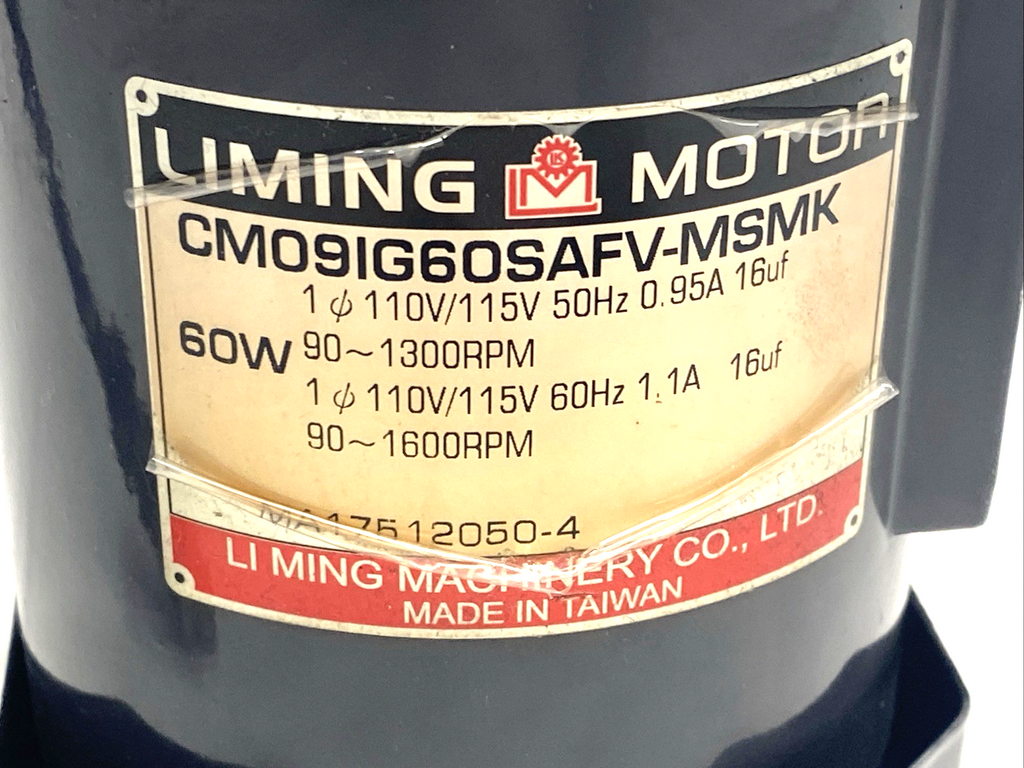 LIMING LK M MOTOR
CM09IG60SAFV-MSMK
1 ϕ 110V/115V 50Hz 0.95A 16uf
60W 90~1300RPM
1 ϕ 110V/115V 60Hz 1.1A 16uf
90~1600RPM
MA17512050-4
LI MING MACHINERY CO., LTD.
MADE IN TAIWAN